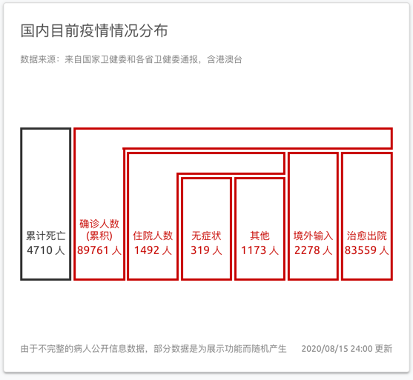 国内目前疫情情况分布
数据来源：来自国家卫健委和各省卫健委通报，含港澳台
累计死亡
4710 人
确诊人数
(累积)
89761 人
住院人数
1492 人
无症状
319 人
其他
1173 人
境外输入
2278 人
治愈出院
83559 人
由于不完整的病人公开信息数据，部分数据是为展示功能而随机产生
2020/08/15 24:00 更新